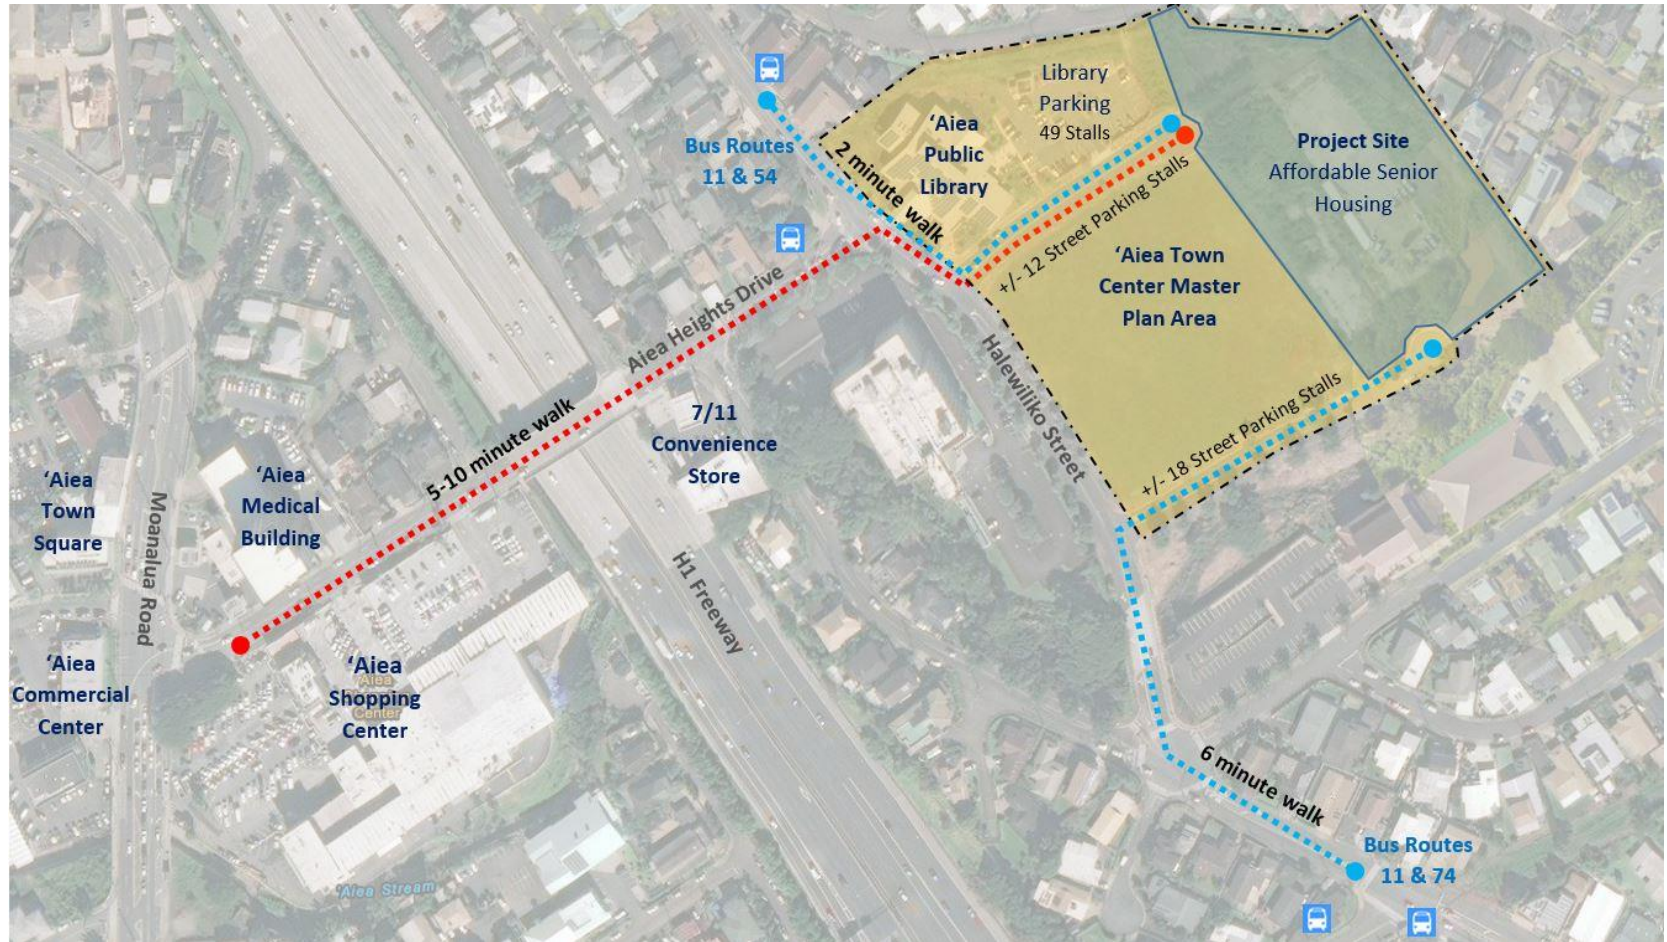 Library
Parking
49 Stalls
‘Aiea
Public
Library
Bus Routes
11 & 54
2 minute walk
Project Site
Affordable Senior
Housing
+/- 12 Street Parking Stalls
‘Aiea Town
Center Master
Plan Area
Aiea Heights Drive
Halewiliko Street
+/- 18 Street Parking Stalls
5-10 minute walk
7/11
Convenience
Store
‘Aiea
Town
Square
Moanalua Road
‘Aiea
Medical
Building
H1 Freeway
‘Aiea
Commercial
Center
‘Aiea
Shopping
Center
Aiea
Center
6 minute walk
Bus Routes
11 & 74
‘Aiea Stream